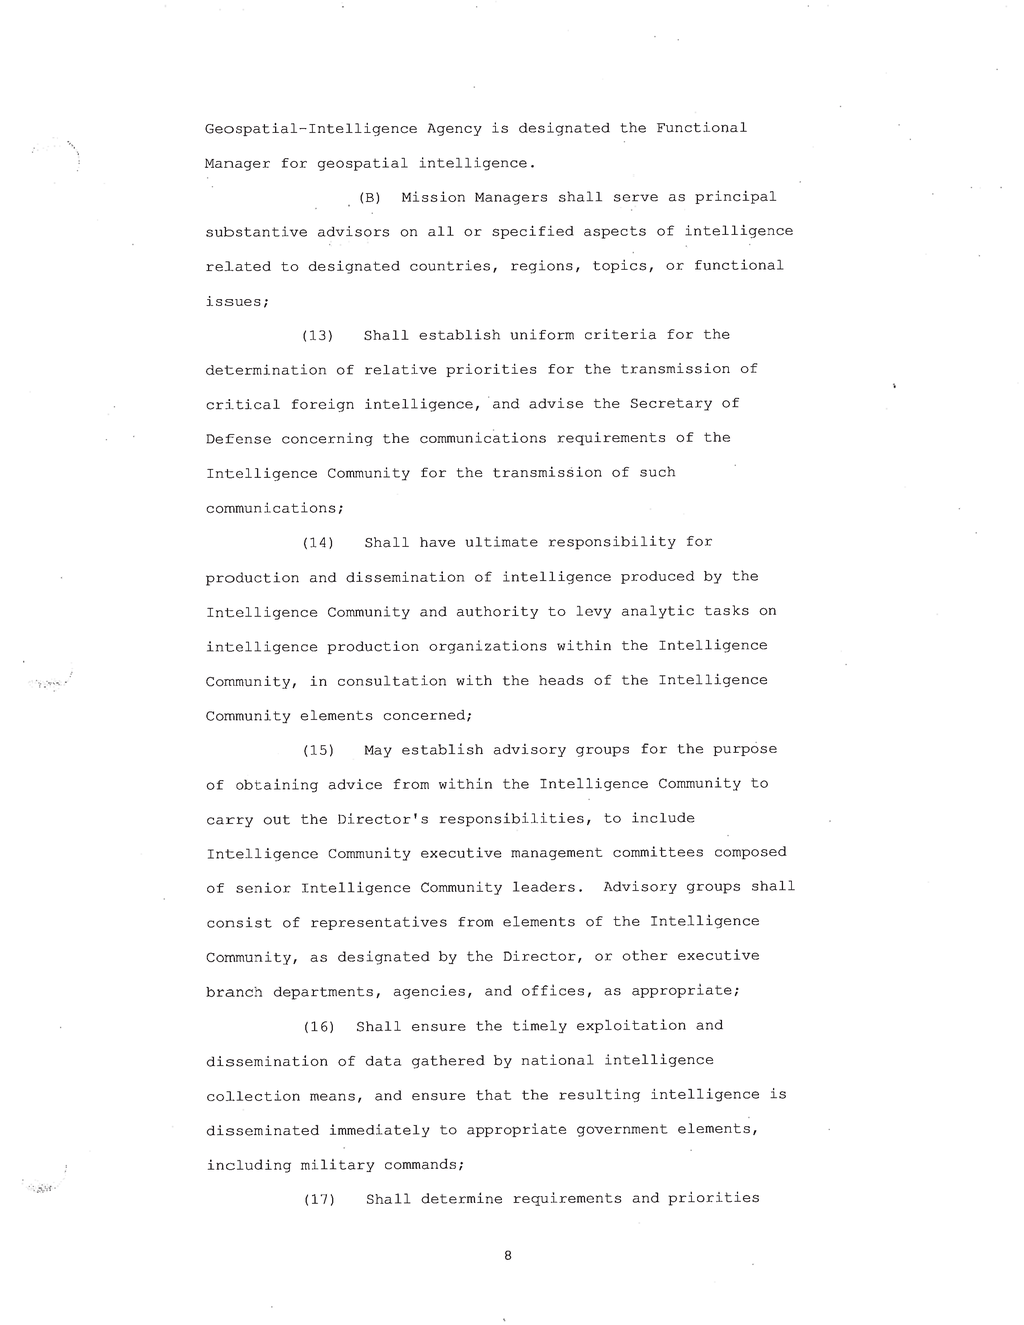 Geospatial-Intelligence Agency is designated the Functional
Manager for geospatial intelligence.
(B) Mission Managers shall serve as principal
substantive advisors on all or specified aspects of intelligence
related to designated countries, regions, topics, or functional
issues;
(13) Shall establish uniform criteria for the
determination of relative priorities for the transmission of
critical foreign intelligence, and advise the Secretary of
Defense concerning the communications requirements of the
Intelligence Community for the transmission of such
communications;
(14) Shall have ultimate responsibility for
production and dissemination of intelligence produced by the
Intelligence Community and authority to levy analytic tasks on
intelligence production organizations within the Intelligence
Community, in consultation with the heads of the Intelligence
Community elements concerned;
(15) May establish advisory groups for the purpose
of obtaining advice from within the Intelligence Community to
carry out the Director's responsibilities, to include
Intelligence Community executive management committees composed
of senior Intelligence Community leaders. Advisory groups shall
consist of representatives from elements of the Intelligence
Community, as designated by the Director, or other executive
branch departments, agencies, and offices, as appropriate;
(16) Shall ensure the timely exploitation and
dissemination of data gathered by national intelligence
collection means, and ensure that the resulting intelligence is
disseminated immediately to appropriate government elements,
including military commands;
(17) Shall determine requirements and priorities
8